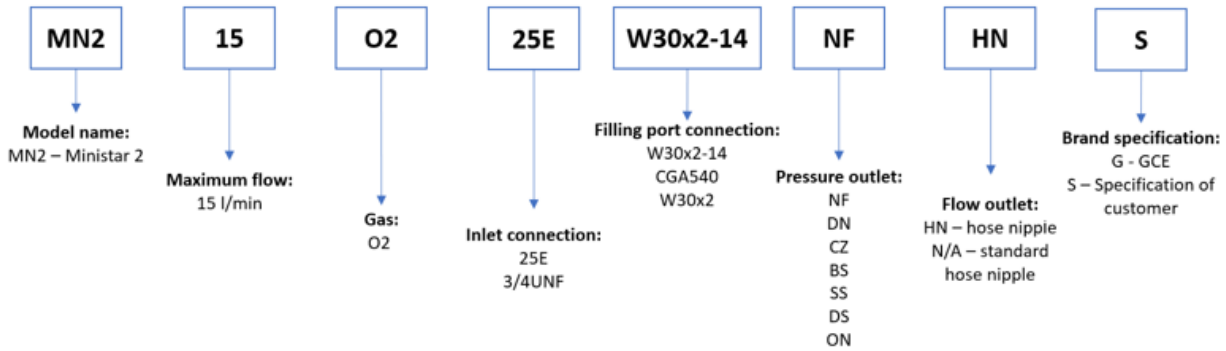 MN2
15
O2
25E
W30x2-14
NF
HN
S
Model name:
MN2 – Ministar 2
Maximum flow:
15 l/min
Gas:
O2
Inlet connection:
25E
3/4UNF
Filling port connection:
W30x2-14
CGA540
W30x2
Pressure outlet:
NF
DN
CZ
BS
SS
DS
ON
Flow outlet:
HN – hose nipple
N/A – standard
hose nipple
Brand specification:
G - GCE
S – Specification of
customer